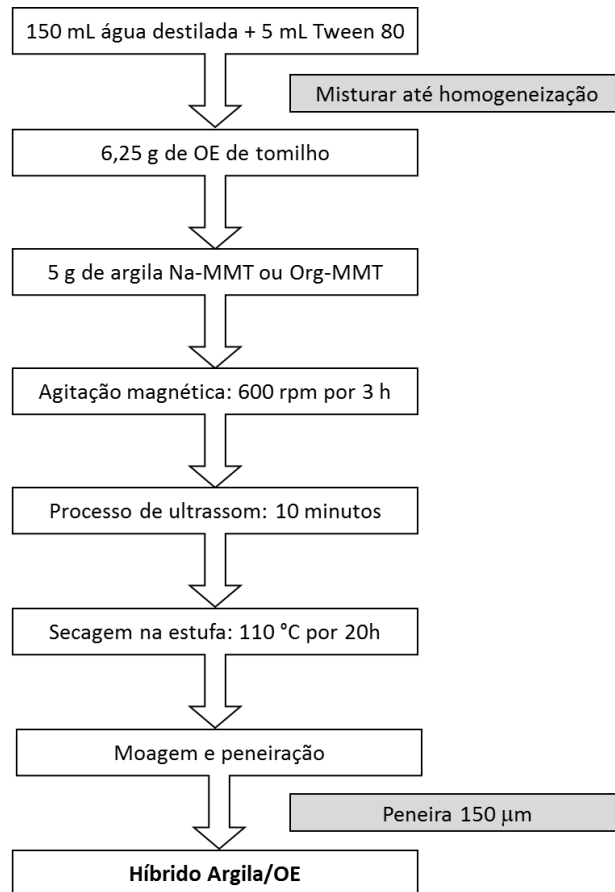 150 mL água destilada + 5 mL Tween 80
Misturar até homogeneização
6,25 g de OE de tomilho
5 g de argila Na-MMT ou Org-MMT
Agitação magnética: 600 rpm por 3 h
Processo de ultrassom: 10 minutos
Secagem na estufa: 110 °C por 20h
Moagem e peneiração
Peneira 150 μm
Híbrido Argila/OE